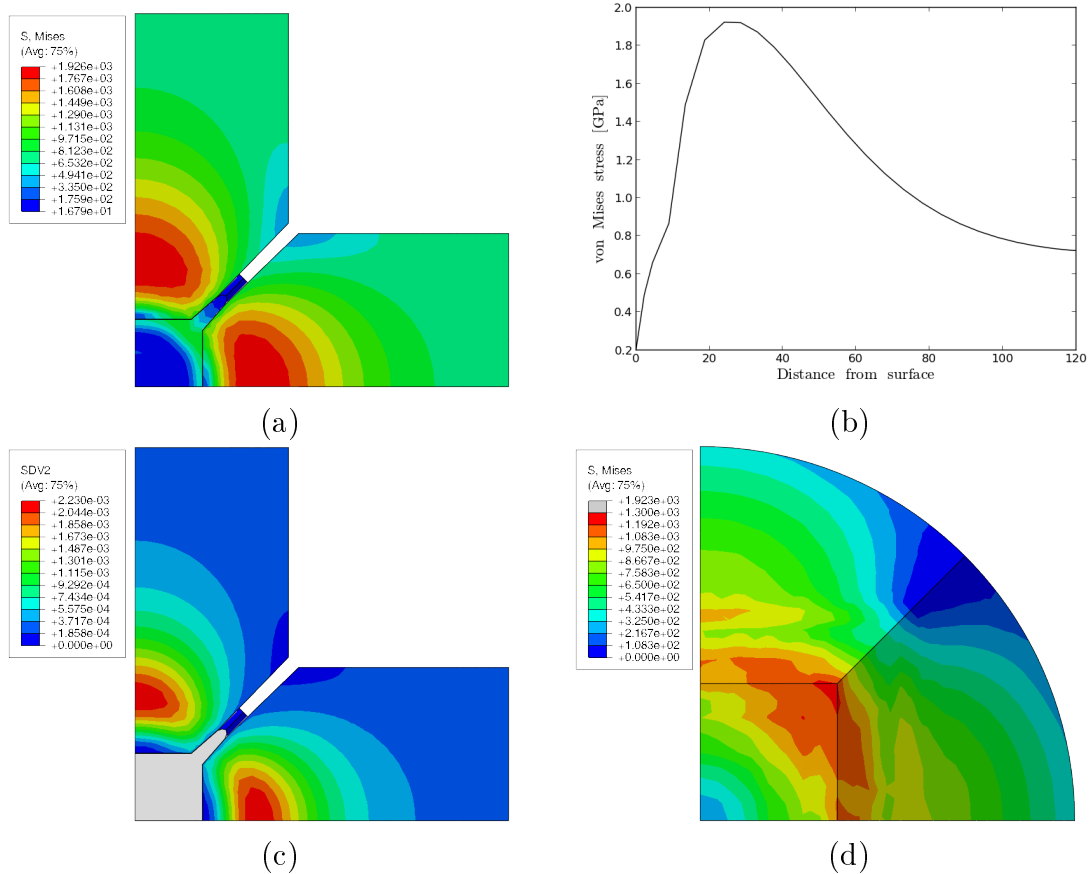 S, Mises
(Avg: 75%)
+1.926e+03
+1.767e+03
+1.608e+03
+1.449e+03
+1.290e+03
+1.131e+03
+9.715e+02
+8.123e+02
+6.532e+02
+4.941e+02
+3.350e+02
+1.759e+02
+1.679e+01
(a)
2.0
1.8
1.6
1.4
1.2
1.0
0.8
0.6
0.4
0.2
von Mises stress [GPa]
0 20 40 60 80 100 120
Distance from surface
(b)
SDV2
(Avg: 75%)
+2.230e-03
+2.044e-03
+1.858e-03
+1.673e-03
+1.487e-03
+1.301e-03
+1.115e-03
+9.292e-04
+7.434e-04
+5.575e-04
+3.717e-04
+1.858e-04
+0.000e+00
(c)
S, Mises
(Avg: 75%)
+1.923e+03
+1.300e+03
+1.192e+03
+1.083e+03
+9.750e+02
+8.667e+02
+7.583e+02
+6.500e+02
+5.417e+02
+4.333e+02
+3.250e+02
+2.167e+02
+1.083e+02
+0.000e+00
(d)